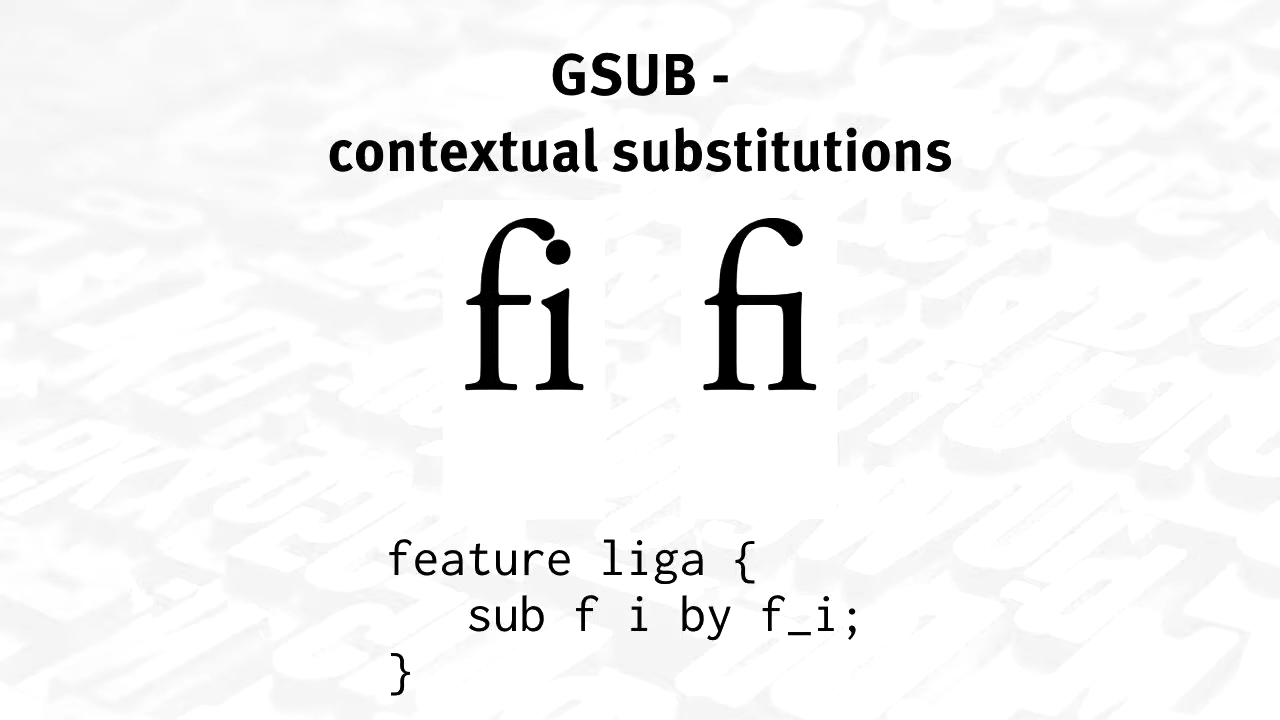 GSUB -
contextual substitutions
fi fi
feature liga {
   sub f i by f_i;
}